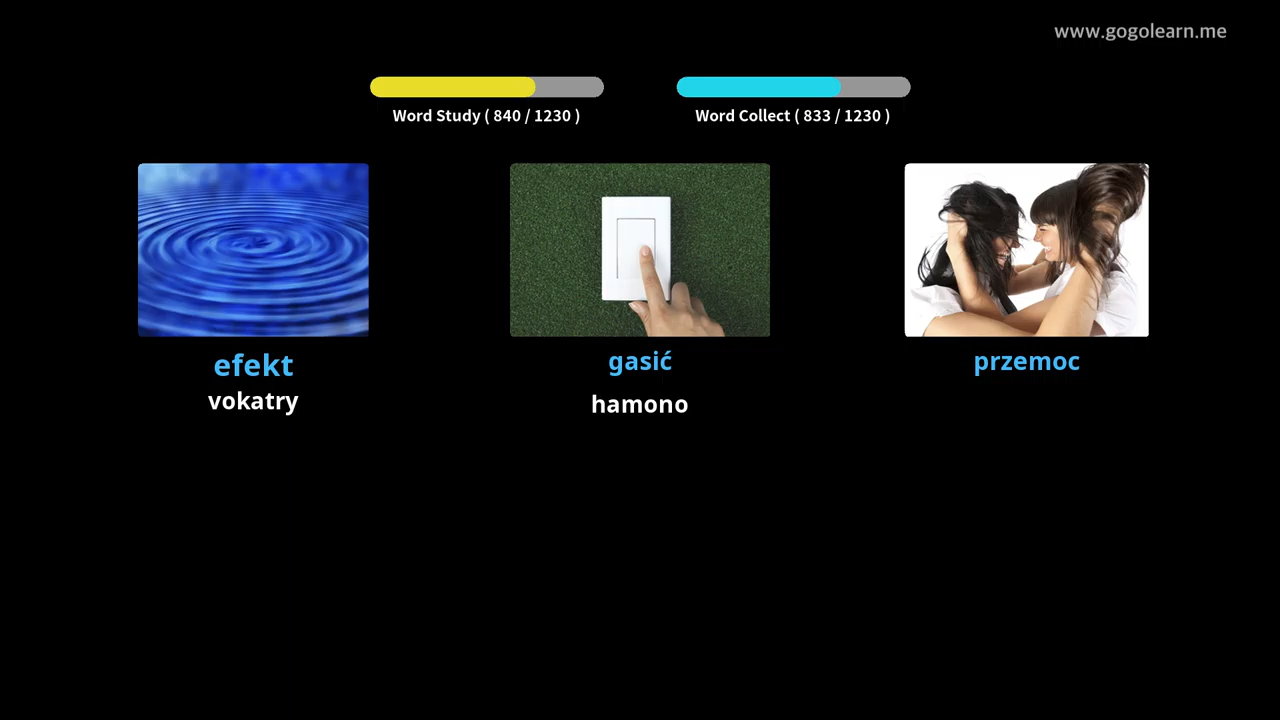 www.gogolearn.me
Word Study ( 840 / 1230 )
Word Collect ( 833 / 1230 )
efekt
vokatry
gasić
hamono
przemoc